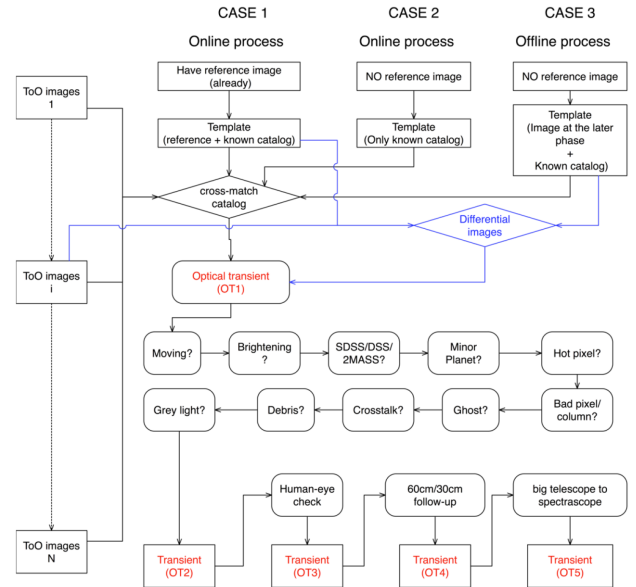 CASE 1
CASE 2
CASE 3
Online process
Online process
Offline process
Have reference image
(already)
NO reference image
NO reference image
ToO images
1
Template
(reference + known catalog)
Template
(Only known catalog)
Template
(Image at the later
phase
+
Known catalog)
cross-match
catalog
Differential
images
ToO images
i
Optical transient
(OT1)
Moving?
Brightening
?
SDSS/DSS/
2MASS?
Minor
Planet?
Hot pixel?
Grey light?
Debris?
Crosstalk?
Ghost?
Bad pixel/
column?
Human-eye
check
60cm/30cm
follow-up
big telescope to
spectrascope
ToO images
N
Transient
(OT2)
Transient
(OT3)
Transient
(OT4)
Transient
(OT5)